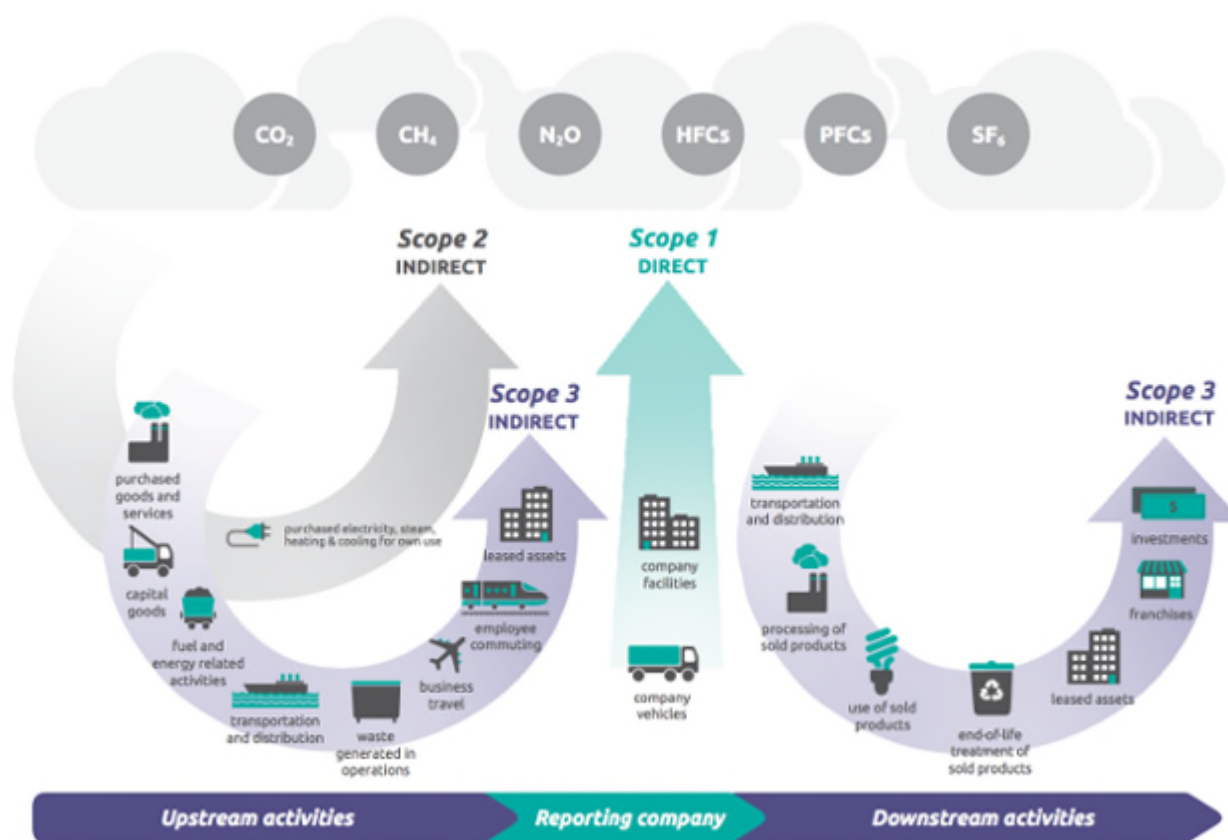 CO₂
CH₄
N₂O
HFCs
PFCs
SF₆
Scope 2
INDIRECT
Scope 1
DIRECT
Scope 3
INDIRECT
Scope 3
INDIRECT
purchased
goods and
services
capital
goods
fuel and
energy related
activities
transportation
and distribution
waste
generated in
operations
business
travel
employee
commuting
leased assets
purchased electricity, steam,
heating & cooling for own use
company
facilities
company
vehicles
transportation
and distribution
processing of
sold products
use of sold
products
end-of-life
treatment of
sold products
leased assets
franchises
investments
$
Upstream activities
Reporting company
Downstream activities